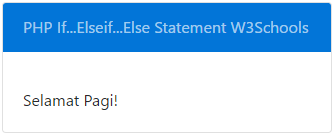 PHP If...Elseif...Else Statement W3Schools
Selamat Pagi!